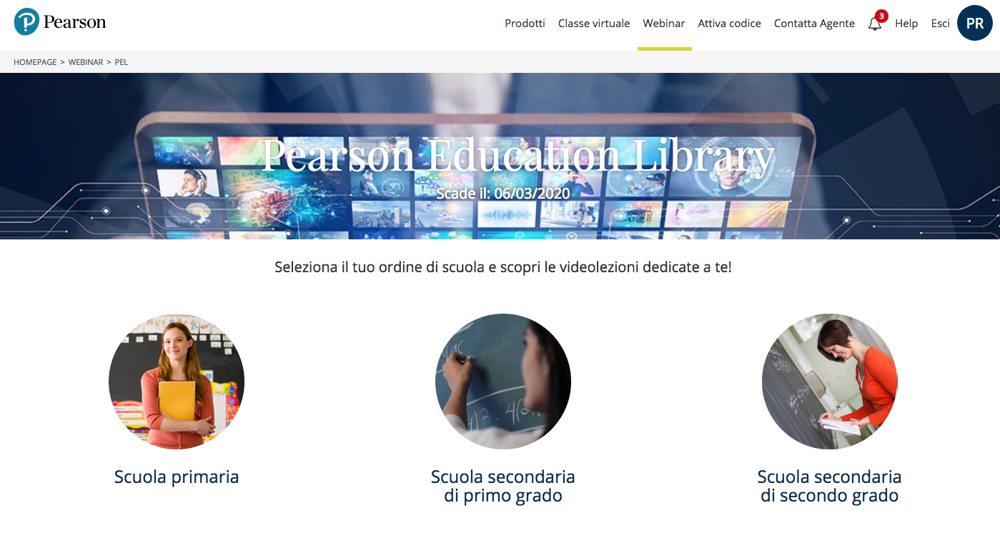 Pearson
Prodotti Classe virtuale Webinar Attiva codice Contatta Agente 3 Help Esci PR
HOMEPAGE > WEBINAR > PEL
Pearson Education Library
Scade il: 06/03/2020
Seleziona il tuo ordine di scuola e scopri le videolezioni dedicate a te!
Scuola primaria
Scuola secondaria
di primo grado
Scuola secondaria
di secondo grado